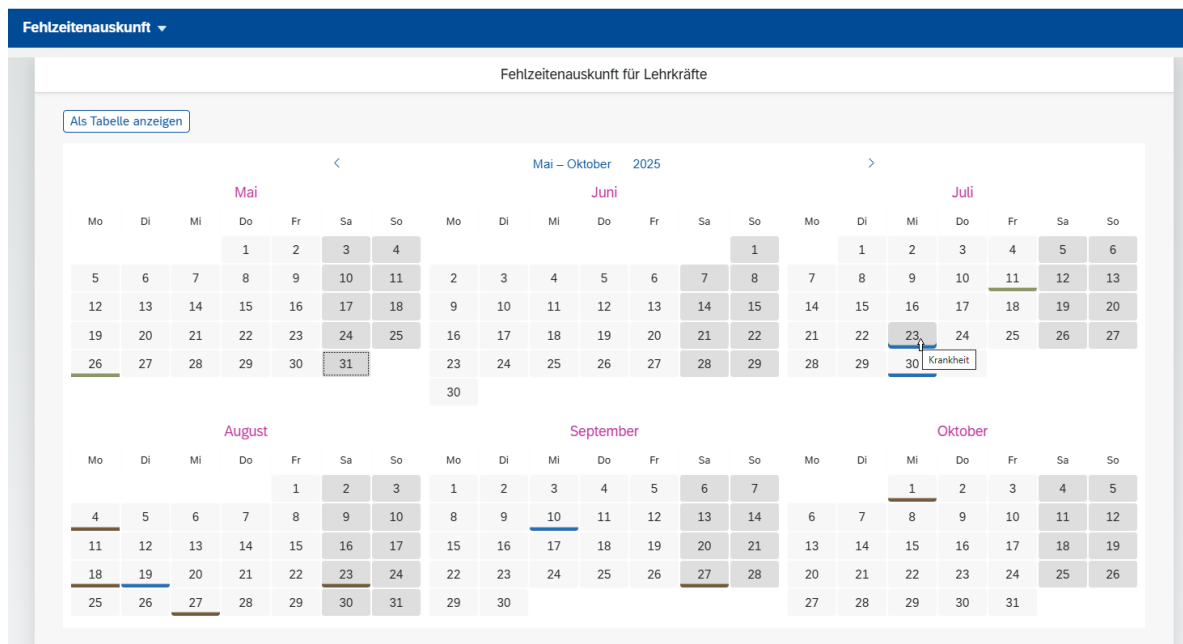 Fehlzeitenauskunft
Fehlzeitenauskunft für Lehrkräfte
Als Tabelle anzeigen
Mai – Oktober 2025
Mai
Mo Di Mi Do Fr Sa So
1 2 3 4
5 6 7 8 9 10 11
12 13 14 15 16 17 18
19 20 21 22 23 24 25
26 27 28 29 30 31
Juni
Mo Di Mi Do Fr Sa So
1
2 3 4 5 6 7 8
9 10 11 12 13 14 15
16 17 18 19 20 21 22
23 24 25 26 27 28 29
30
Juli
Mo Di Mi Do Fr Sa So
1 2 3 4 5 6
7 8 9 10 11 12 13
14 15 16 17 18 19 20
21 22 23 24 25 26 27
28 29 30
Krankheit
August
Mo Di Mi Do Fr Sa So
1 2 3
4 5 6 7 8 9 10
11 12 13 14 15 16 17
18 19 20 21 22 23 24
25 26 27 28 29 30 31
September
Mo Di Mi Do Fr Sa So
1 2 3 4 5 6 7
8 9 10 11 12 13 14
15 16 17 18 19 20 21
22 23 24 25 26 27 28
29 30
Oktober
Mo Di Mi Do Fr Sa So
1 2 3 4 5
6 7 8 9 10 11 12
13 14 15 16 17 18 19
20 21 22 23 24 25 26
27 28 29 30 31